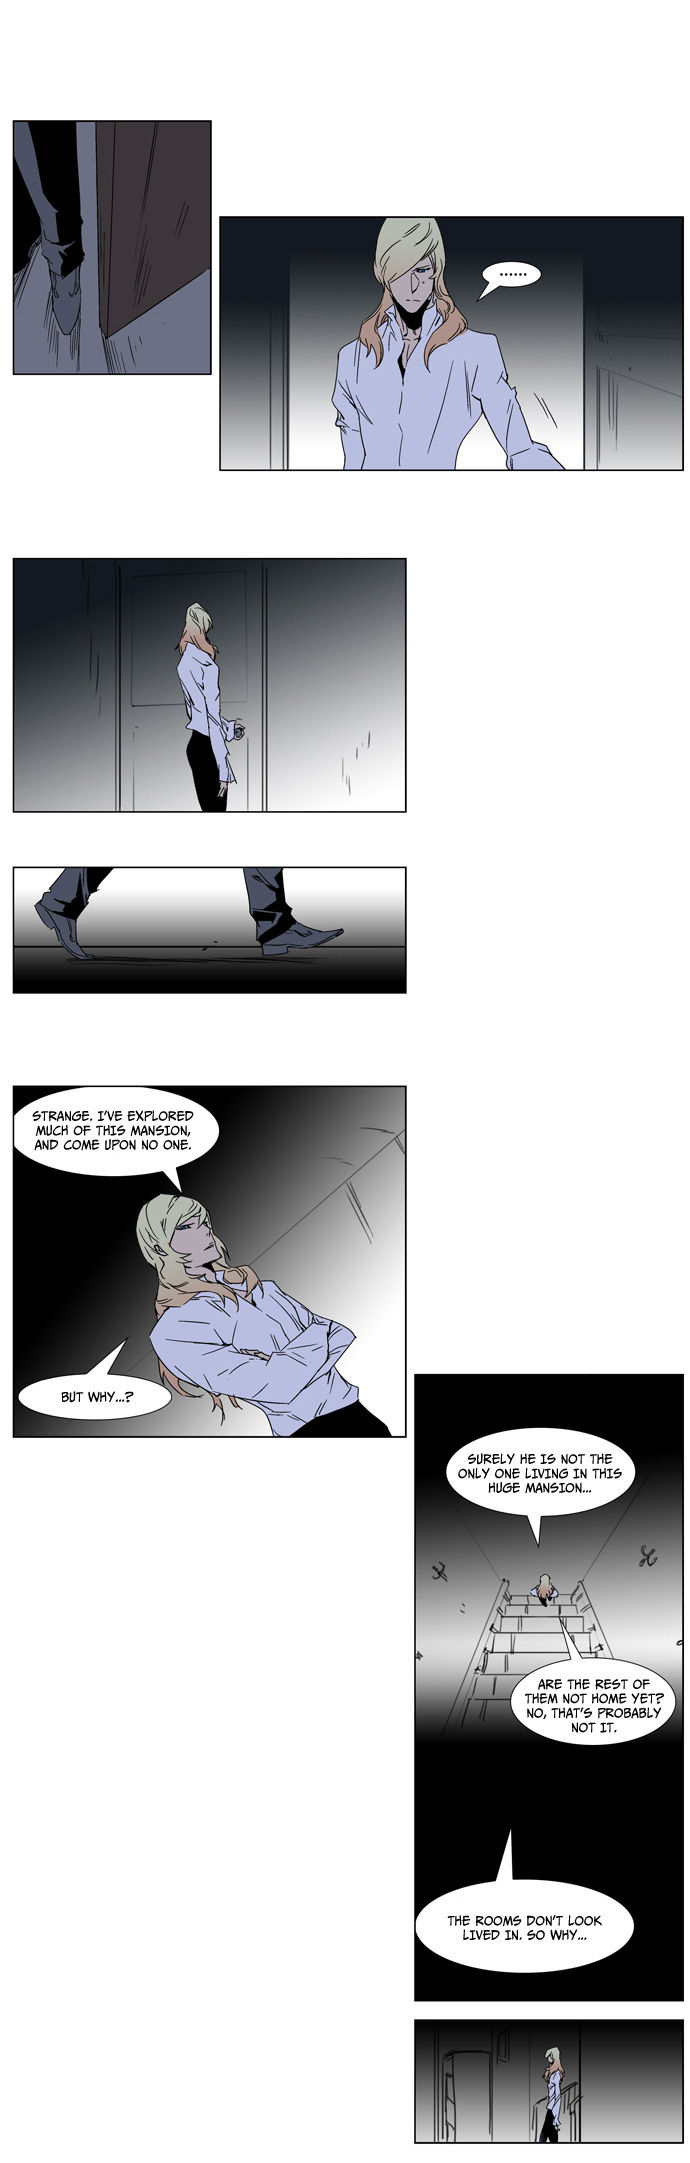 ......
STRANGE. I'VE EXPLORED
MUCH OF THIS MANSION,
AND COME UPON NO ONE.
BUT WHY...?
SURELY HE IS NOT THE
ONLY ONE LIVING IN THIS
HUGE MANSION...
ARE THE REST OF
THEM NOT HOME YET?
NO, THAT'S PROBABLY
NOT IT.
THE ROOMS DON'T LOOK
LIVED IN. SO WHY...